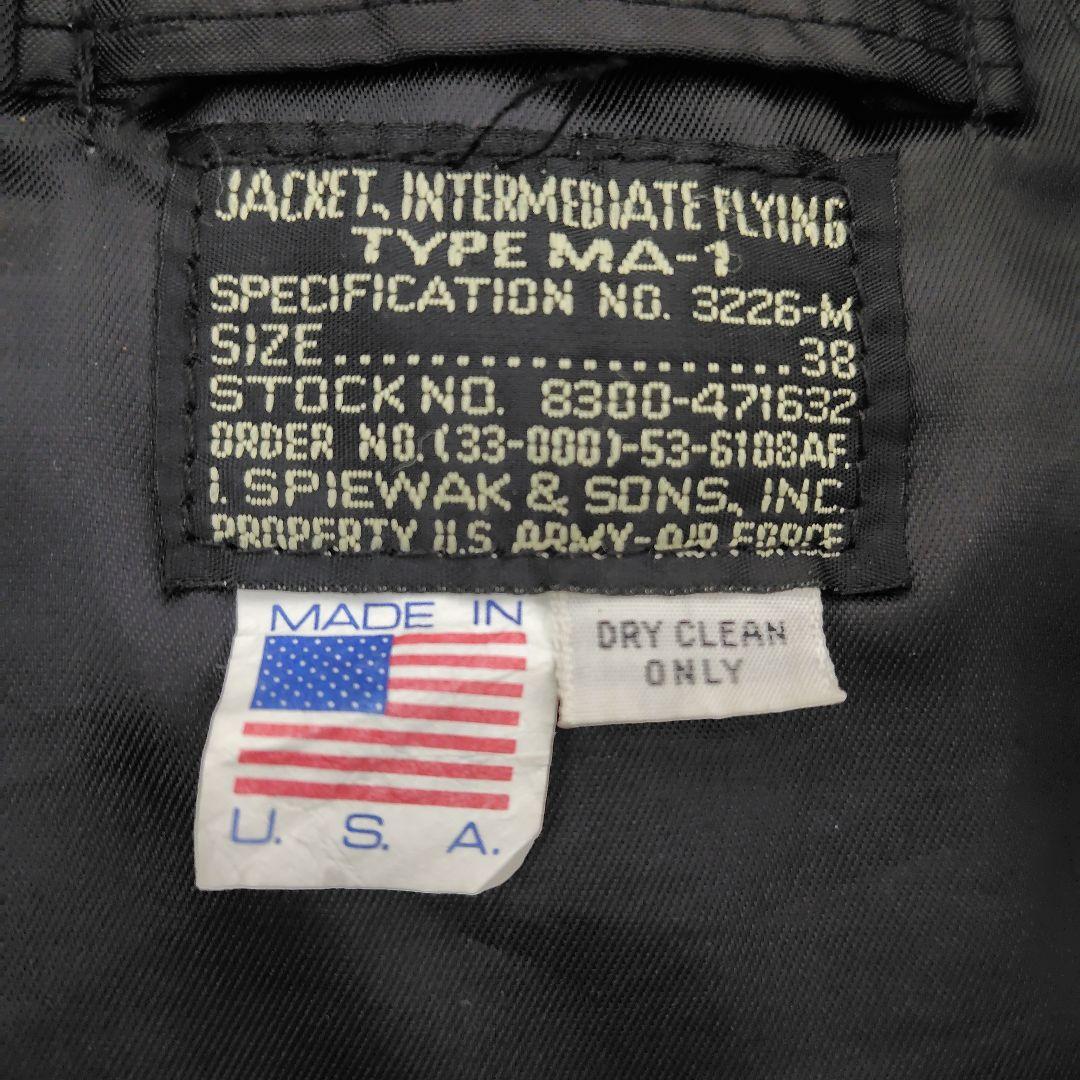 JACKET, INTERMEDIATE FLYING
TYPE MA-1
SPECIFICATION NO. 3226-M
SIZE.......................38
STOCK NO. 8300-471632
ORDER NO. (33-000)-53-6108AF.
I. SPIEWAK & SONS, INC.
PROPERTY U.S. ARMY-AIR FORCE
MADE IN
U. S. A.
DRY CLEAN
ONLY